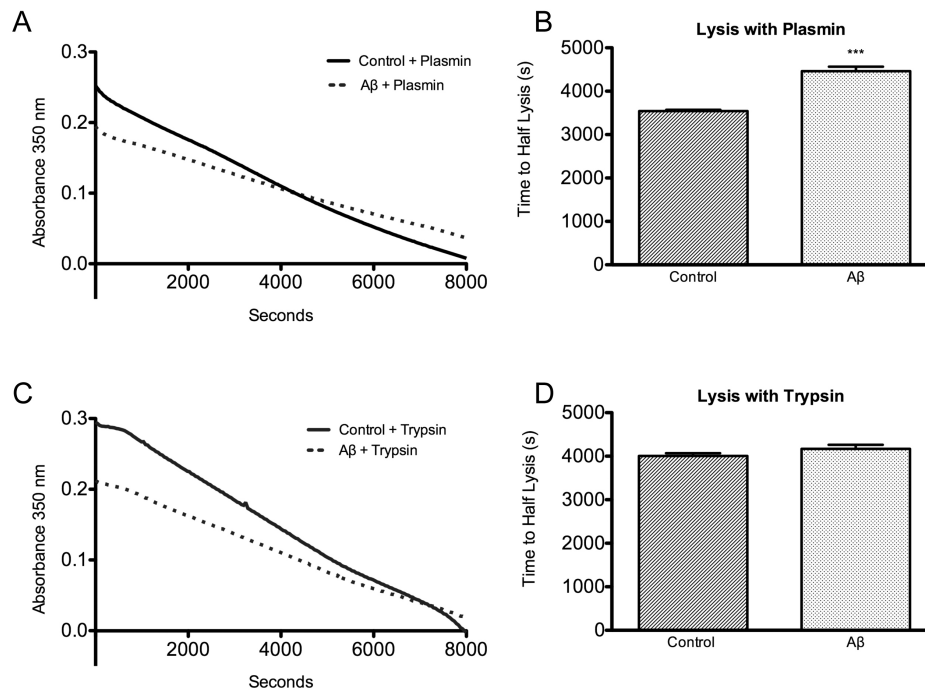 A
0.3
0.2
0.1
0.0
Absorbance 350 nm
2000
4000
6000
8000
Seconds
Control + Plasmin
Aβ + Plasmin
B
Lysis with Plasmin
***
5000
4000
3000
2000
1000
0
Time to Half Lysis (s)
Control
Aβ
C
0.3
0.2
0.1
0.0
Absorbance 350 nm
2000
4000
6000
8000
Seconds
Control + Trypsin
Aβ + Trypsin
D
Lysis with Trypsin
5000
4000
3000
2000
1000
0
Time to Half Lysis (s)
Control
Aβ